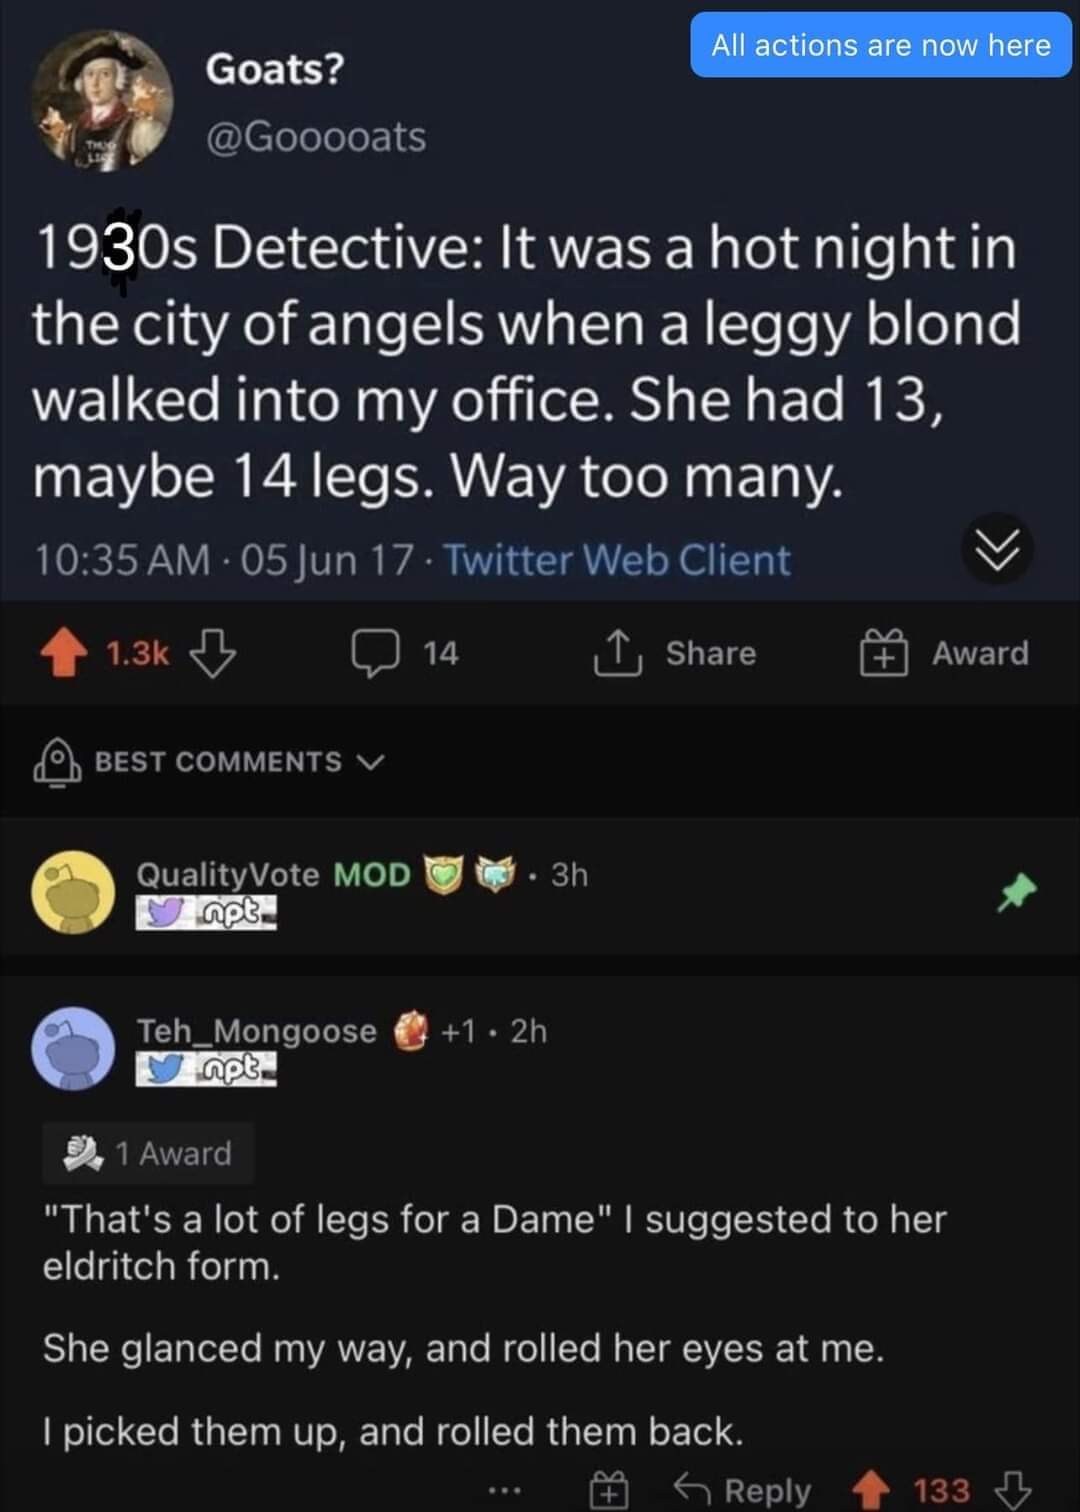 All actions are now here
Goats?
@Gooooats
1930s Detective: It was a hot night in
the city of angels when a leggy blond
walked into my office. She had 13,
maybe 14 legs. Way too many.
10:35 AM · 05 Jun 17 · Twitter Web Client
1.3k 14 Share Award
BEST COMMENTS
QualityVote MOD · 3h
npt
Teh_Mongoose +1 · 2h
npt
1 Award
"That's a lot of legs for a Dame" I suggested to her
eldritch form.
She glanced my way, and rolled her eyes at me.
I picked them up, and rolled them back.
... Reply 133